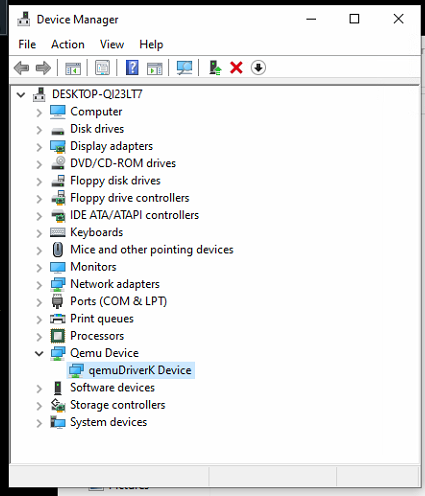 Device Manager
File Action View Help
DESKTOP-QJ23LT7
Computer
Disk drives
Display adapters
DVD/CD-ROM drives
Floppy disk drives
Floppy drive controllers
IDE ATA/ATAPI controllers
Keyboards
Mice and other pointing devices
Monitors
Network adapters
Ports (COM & LPT)
Print queues
Processors
Qemu Device
qemuDriverK Device
Software devices
Storage controllers
System devices